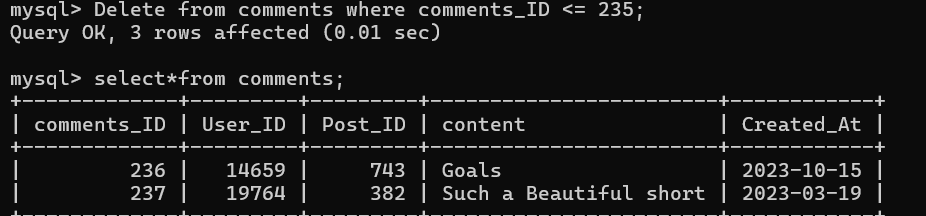 mysql> Delete from comments where comments_ID <= 235;
Query OK, 3 rows affected (0.01 sec)
mysql> select*from comments;
+-------------+---------+---------+------------------------+------------+
| comments_ID | User_ID | Post_ID | content                | Created_At |
+-------------+---------+---------+------------------------+------------+
|         236 |   14659 |     743 | Goals                  | 2023-10-15 |
|         237 |   19764 |     382 | Such a Beautiful short | 2023-03-19 |
+-------------+---------+---------+------------------------+------------+